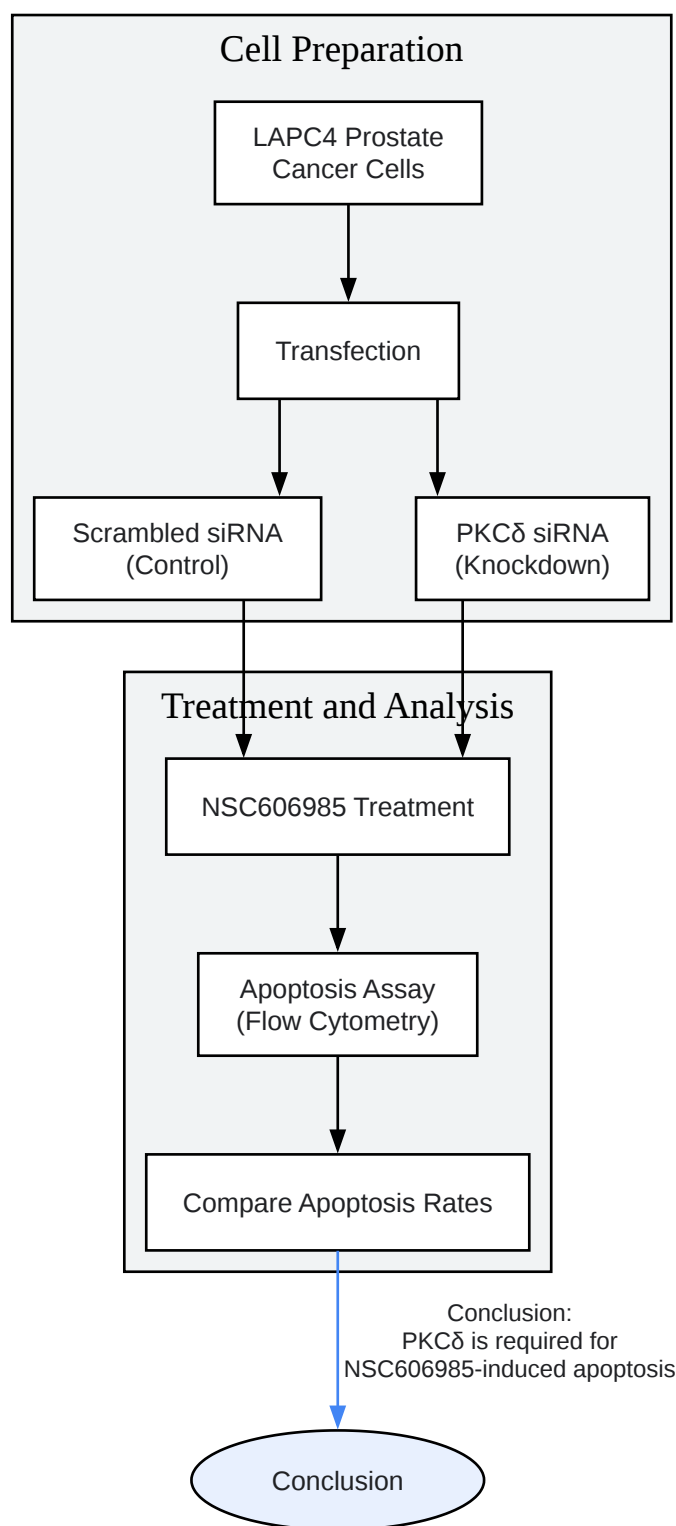 Cell Preparation
LAPC4 Prostate
Cancer Cells
Transfection
Scrambled siRNA
(Control)
PKCδ siRNA
(Knockdown)
Treatment and Analysis
NSC606985 Treatment
Apoptosis Assay
(Flow Cytometry)
Compare Apoptosis Rates
Conclusion:
PKCδ is required for
NSC606985-induced apoptosis
Conclusion